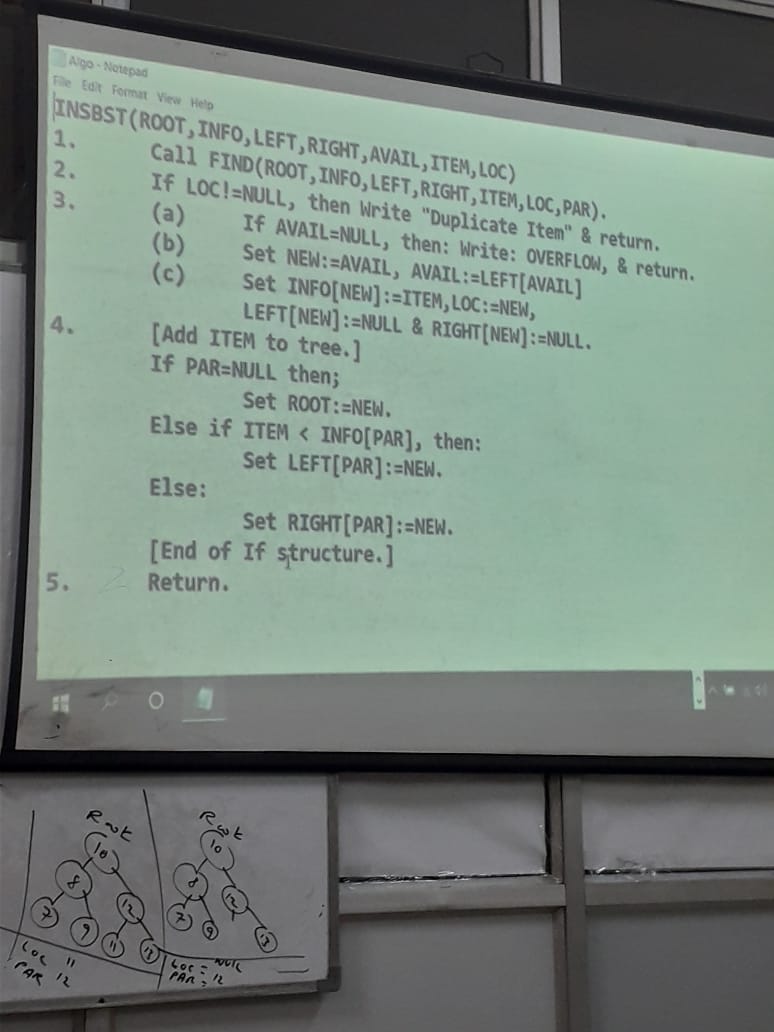 Algo - Notepad
File Edit Format View Help
INSBST(ROOT,INFO,LEFT,RIGHT,AVAIL,ITEM,LOC)
1. Call FIND(ROOT,INFO,LEFT,RIGHT,ITEM,LOC,PAR).
2. If LOC!=NULL, then Write "Duplicate Item" & return.
3. (a) If AVAIL=NULL, then: Write: OVERFLOW, & return.
(b) Set NEW:=AVAIL, AVAIL:=LEFT[AVAIL]
(c) Set INFO[NEW]:=ITEM,LOC:=NEW,
LEFT[NEW]:=NULL & RIGHT[NEW]:=NULL.
4. [Add ITEM to tree.]
If PAR=NULL then;
Set ROOT:=NEW.
Else if ITEM < INFO[PAR], then:
Set LEFT[PAR]:=NEW.
Else:
Set RIGHT[PAR]:=NEW.
[End of If structure.]
5. Return.
Root
10
8
12
7
9
11
13
LOC 11
PAR 12
Root
10
8
12
7
9
13
LOC = NULL
PAR = 12